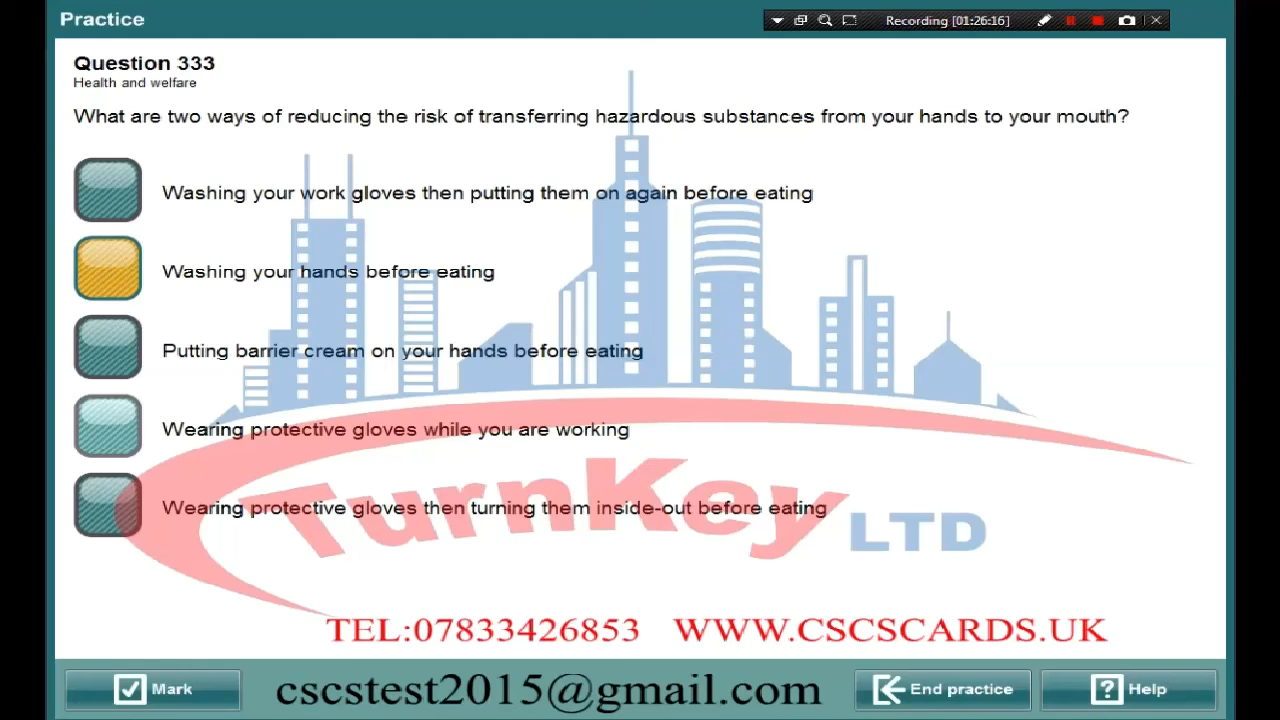 Practice
Recording [01:26:16]
Question 333
Health and welfare
What are two ways of reducing the risk of transferring hazardous substances from your hands to your mouth?
Washing your work gloves then putting them on again before eating
Washing your hands before eating
Putting barrier cream on your hands before eating
Wearing protective gloves while you are working
Wearing protective gloves then turning them inside-out before eating
TurnKey LTD
TEL:07833426853 WWW.CSCSCARDS.UK
Mark
cscstest2015@gmail.com
End practice
Help